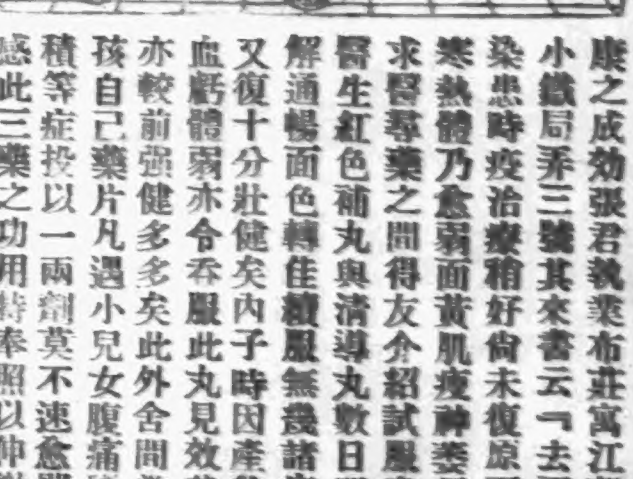 康之成効張君執業布莊寓江
小鐵局弄三號其來書云『去
染患時疫治療稍好尙未復原
寒熱體乃愈弱面黃肌瘦神委
求醫尋藥之間得友介紹試服
醫生紅色補丸與清導丸數日
解通暢面色轉佳續服無幾諸
又復十分壯健矣內子時因產
血虧體弱亦令吞服此丸見效
亦較前强健多多矣此外舍間
孩自己藥片凡遇小兒女腹痛
積等症投以一兩劑莫不速愈
感此三藥之功用特奉照以